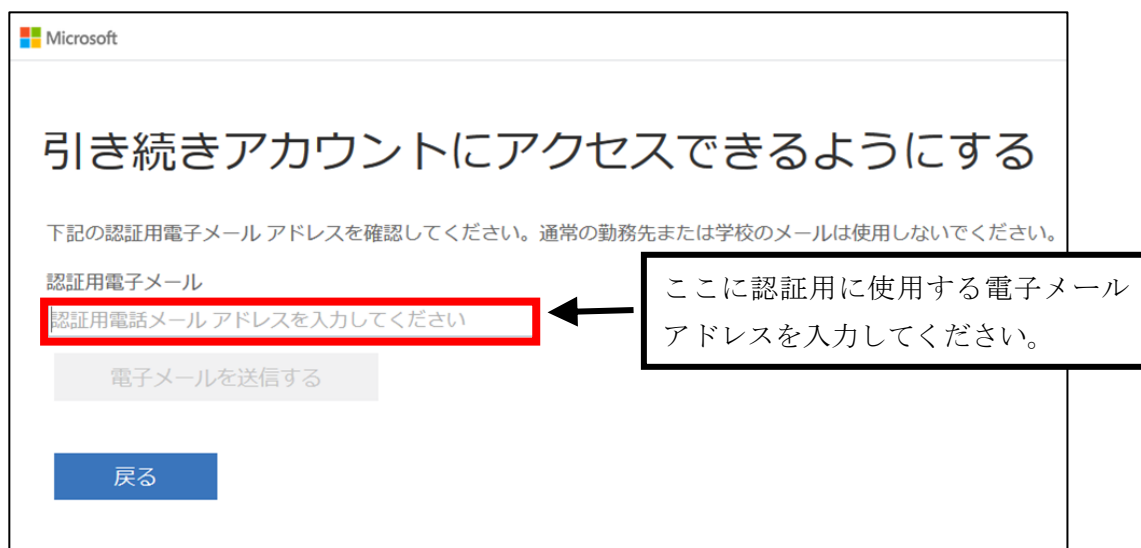 Microsoft
引き続きアカウントにアクセスできるようにする
下記の認証用電子メール アドレスを確認してください。通常の勤務先または学校のメールは使用しないでください。
認証用電子メール
認証用電話メール アドレスを入力してください
ここに認証用に使用する電子メール
アドレスを入力してください。
電子メールを送信する
戻る